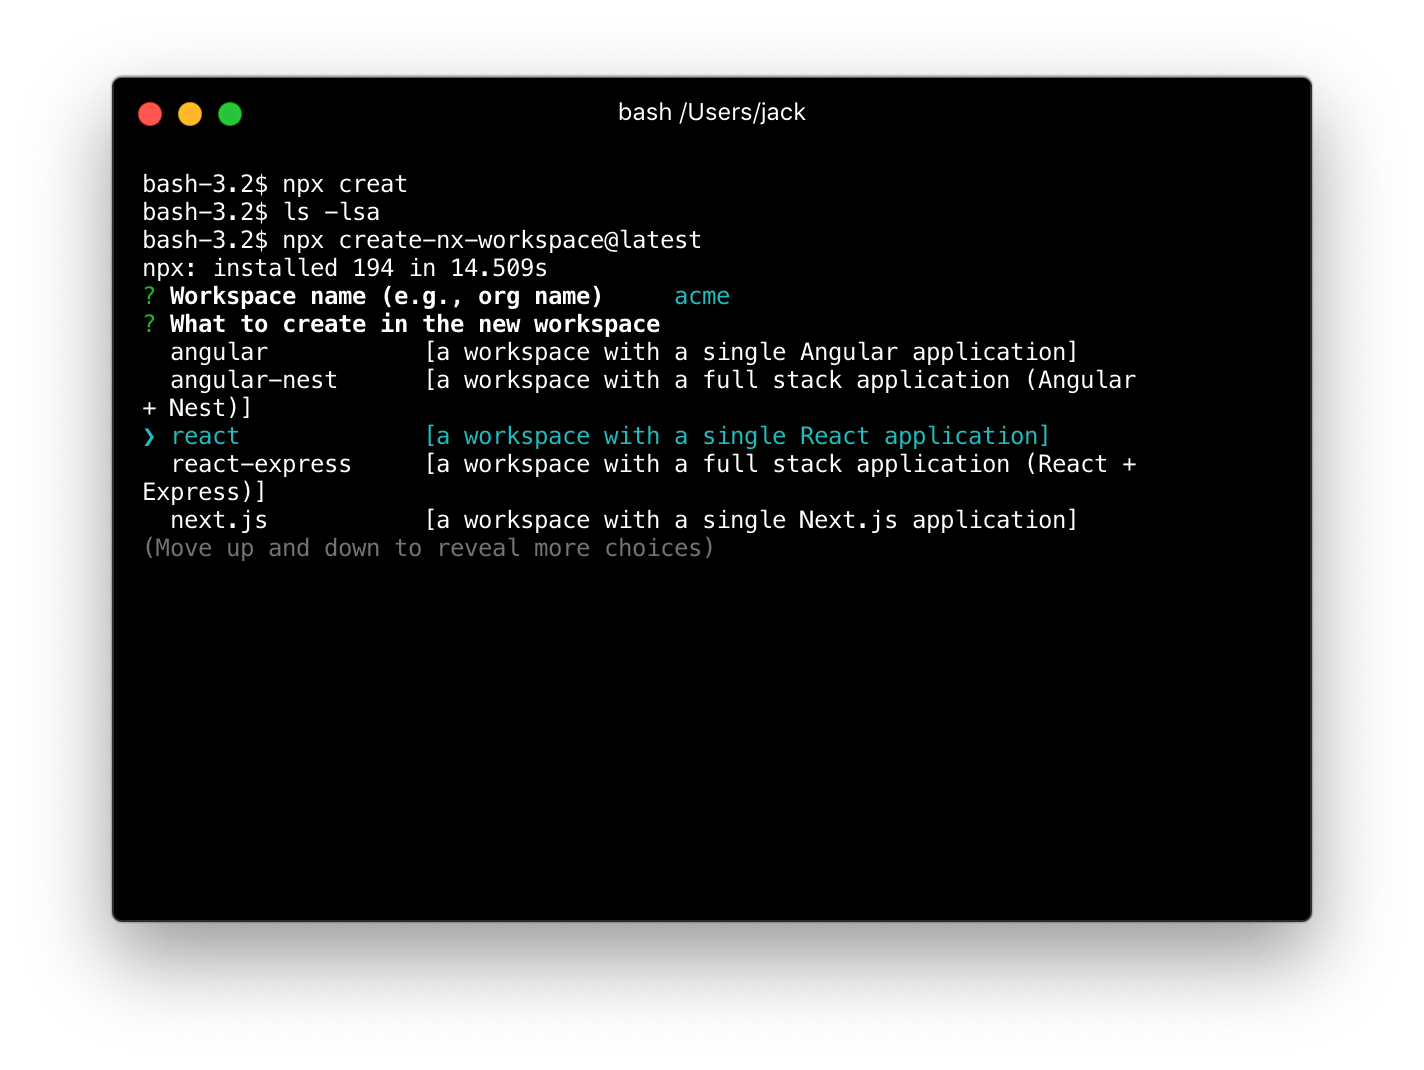 bash /Users/jack
bash-3.2$ npx creat
bash-3.2$ ls -lsa
bash-3.2$ npx create-nx-workspace@latest
npx: installed 194 in 14.509s
? Workspace name (e.g., org name)     acme
? What to create in the new workspace
  angular           [a workspace with a single Angular application]
  angular-nest      [a workspace with a full stack application (Angular
+ Nest)]
❯ react             [a workspace with a single React application]
  react-express     [a workspace with a full stack application (React +
Express)]
  next.js           [a workspace with a single Next.js application]
(Move up and down to reveal more choices)